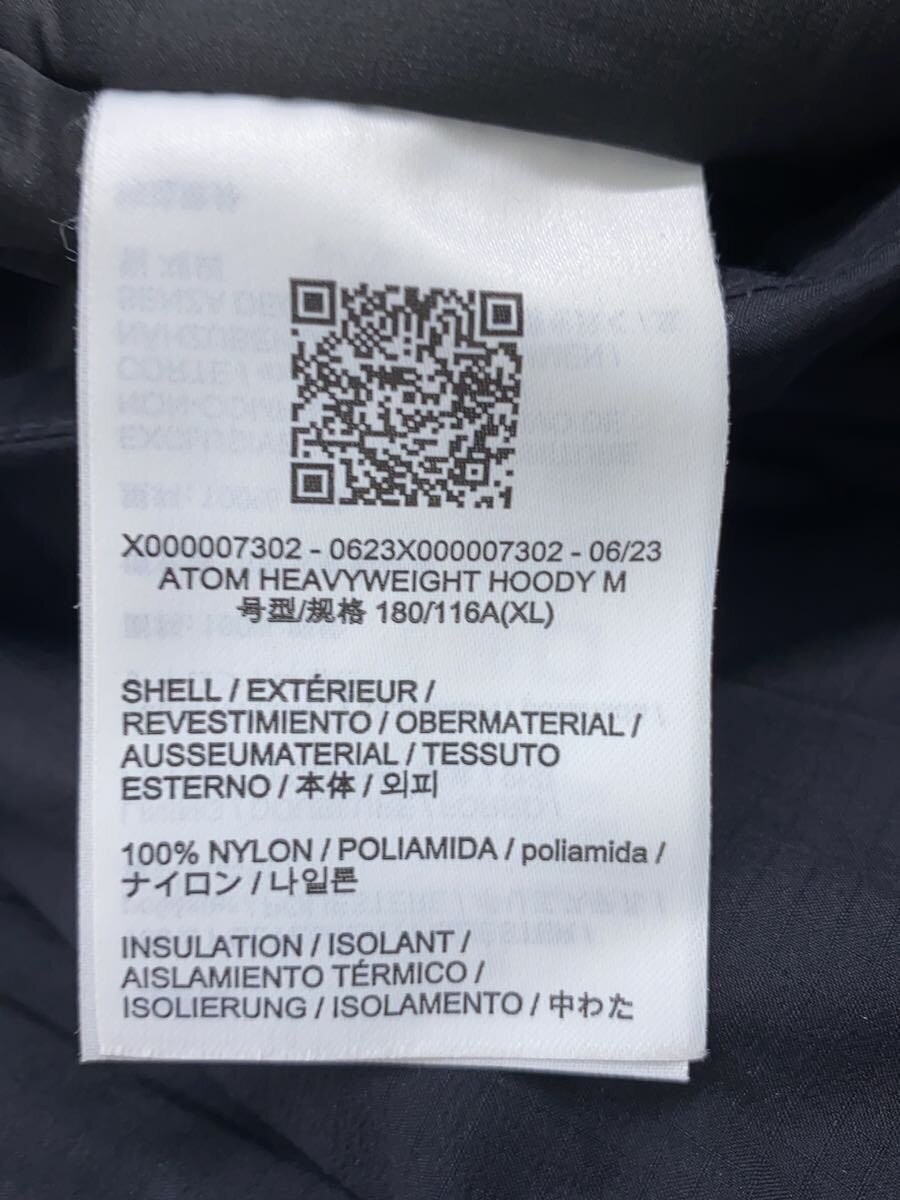 X000007302 - 0623X000007302 - 06/23
ATOM HEAVYWEIGHT HOODY M
号型/规格 180/116A(XL)
SHELL / EXTÉRIEUR /
REVESTIMIENTO / OBERMATERIAL /
AUSSEUMATERIAL / TESSUTO
ESTERNO / 本体 / 외피
100% NYLON / POLIAMIDA / poliamida /
ナイロン / 나일론
INSULATION / ISOLANT /
AISLAMIENTO TÉRMICO /
ISOLIERUNG / ISOLAMENTO / 中わた